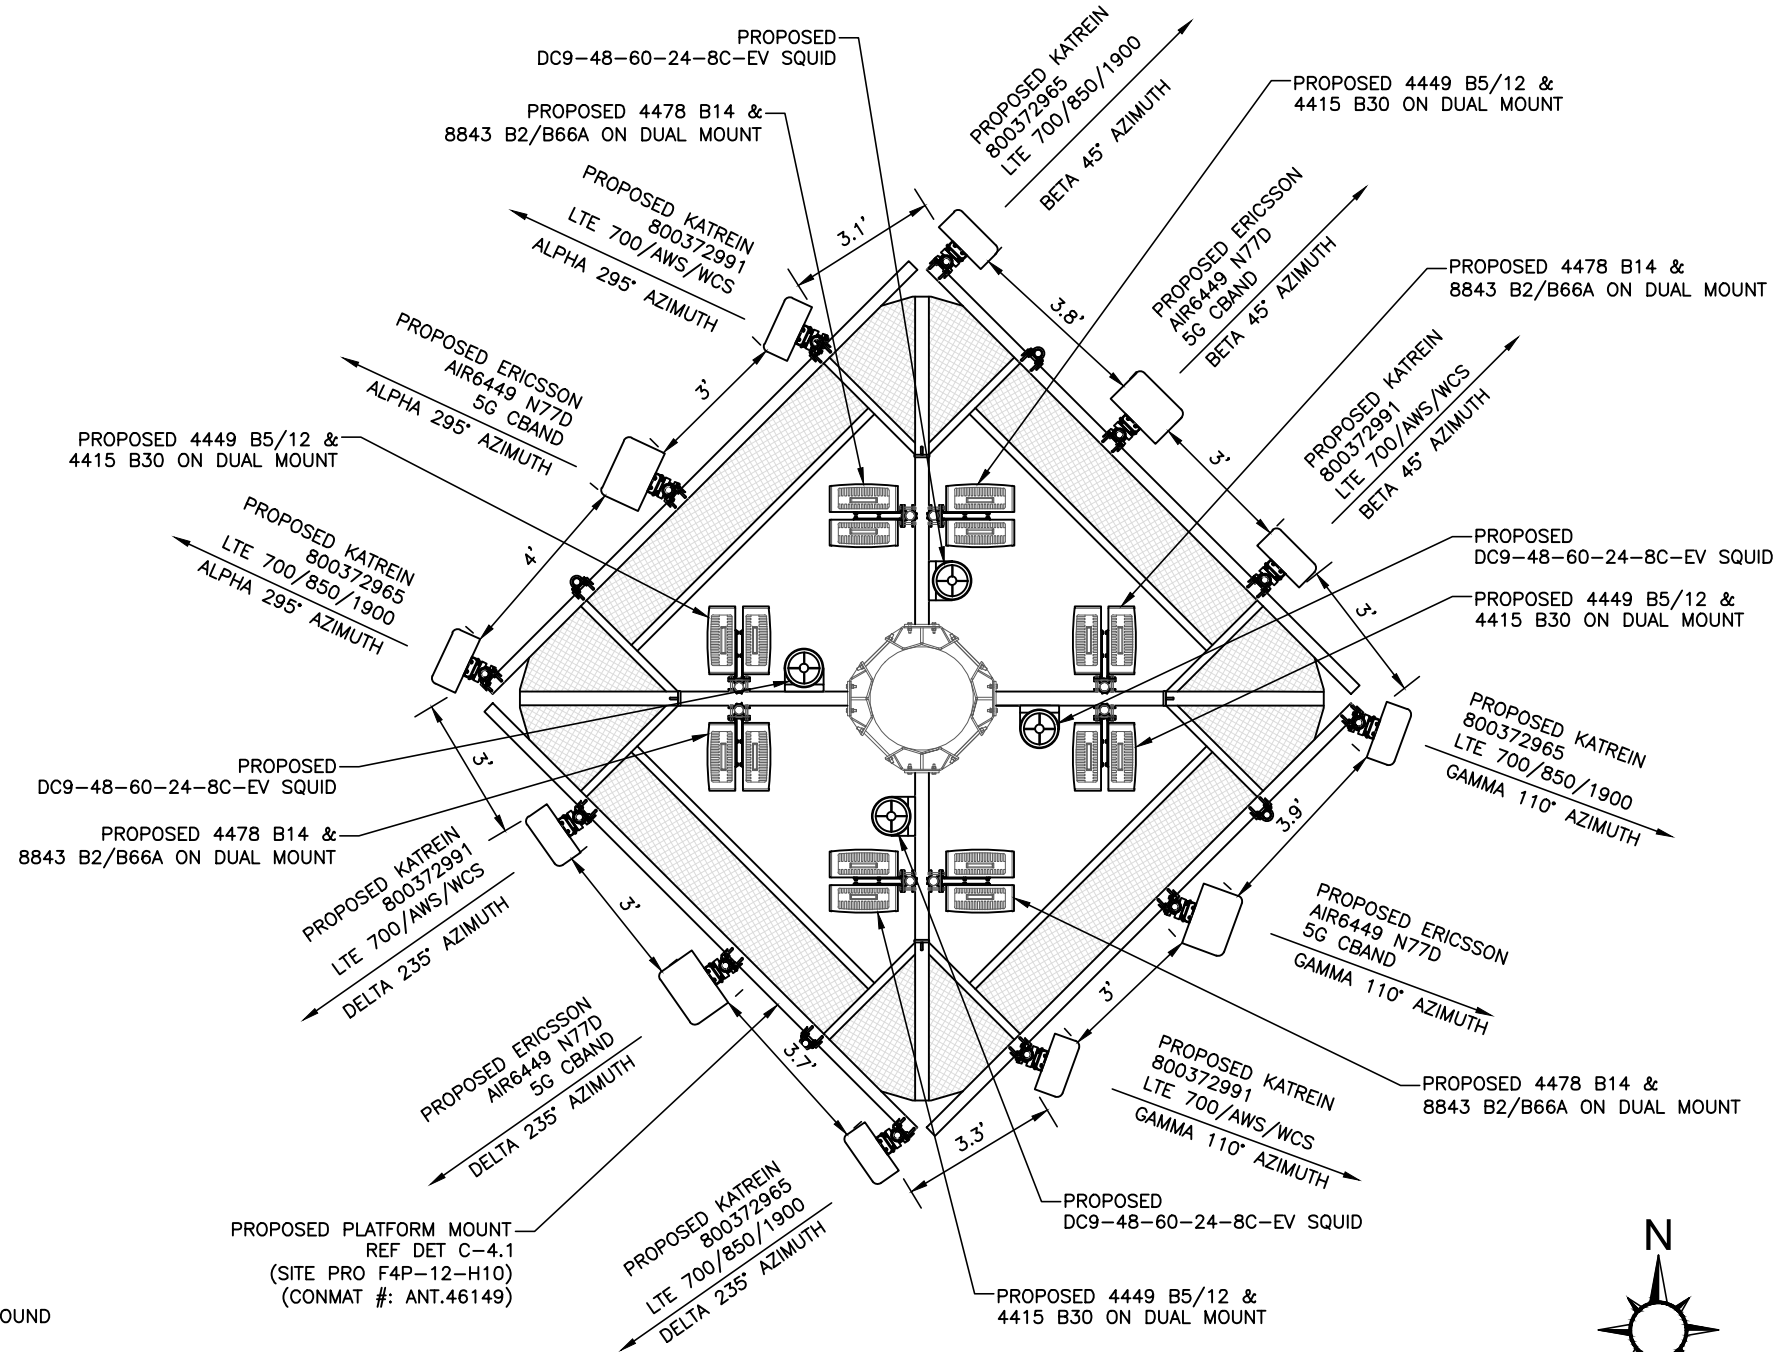 PROPOSED
DC9-48-60-24-8C-EV SQUID
PROPOSED 4478 B14 &
8843 B2/B66A ON DUAL MOUNT
PROPOSED KATREIN
800372965
LTE 700/850/1900
BETA 45° AZIMUTH
PROPOSED 4449 B5/12 &
4415 B30 ON DUAL MOUNT
PROPOSED KATREIN
800372991
LTE 700/AWS/WCS
ALPHA 295° AZIMUTH
3.1'
3.8'
PROPOSED ERICSSON
AIR6449 N77D
5G CBAND
BETA 45° AZIMUTH
PROPOSED 4478 B14 &
8843 B2/B66A ON DUAL MOUNT
PROPOSED ERICSSON
AIR6449 N77D
5G CBAND
ALPHA 295° AZIMUTH
3'
3'
PROPOSED KATREIN
800372991
LTE 700/AWS/WCS
BETA 45° AZIMUTH
PROPOSED 4449 B5/12 &
4415 B30 ON DUAL MOUNT
PROPOSED KATREIN
800372965
LTE 700/850/1900
ALPHA 295° AZIMUTH
4'
3'
PROPOSED
DC9-48-60-24-8C-EV SQUID
PROPOSED 4449 B5/12 &
4415 B30 ON DUAL MOUNT
PROPOSED KATREIN
800372965
LTE 700/850/1900
GAMMA 110° AZIMUTH
3'
PROPOSED
DC9-48-60-24-8C-EV SQUID
PROPOSED 4478 B14 &
8843 B2/B66A ON DUAL MOUNT
3.9'
PROPOSED KATREIN
800372991
LTE 700/AWS/WCS
DELTA 235° AZIMUTH
3'
PROPOSED ERICSSON
AIR6449 N77D
5G CBAND
GAMMA 110° AZIMUTH
3'
PROPOSED ERICSSON
AIR6449 N77D
5G CBAND
DELTA 235° AZIMUTH
3.7'
3.3'
PROPOSED KATREIN
800372991
LTE 700/AWS/WCS
GAMMA 110° AZIMUTH
PROPOSED 4478 B14 &
8843 B2/B66A ON DUAL MOUNT
PROPOSED KATREIN
800372965
LTE 700/850/1900
DELTA 235° AZIMUTH
PROPOSED
DC9-48-60-24-8C-EV SQUID
PROPOSED PLATFORM MOUNT
REF DET C-4.1
(SITE PRO F4P-12-H10)
(CONMAT #: ANT.46149)
PROPOSED 4449 B5/12 &
4415 B30 ON DUAL MOUNT
OUND
N